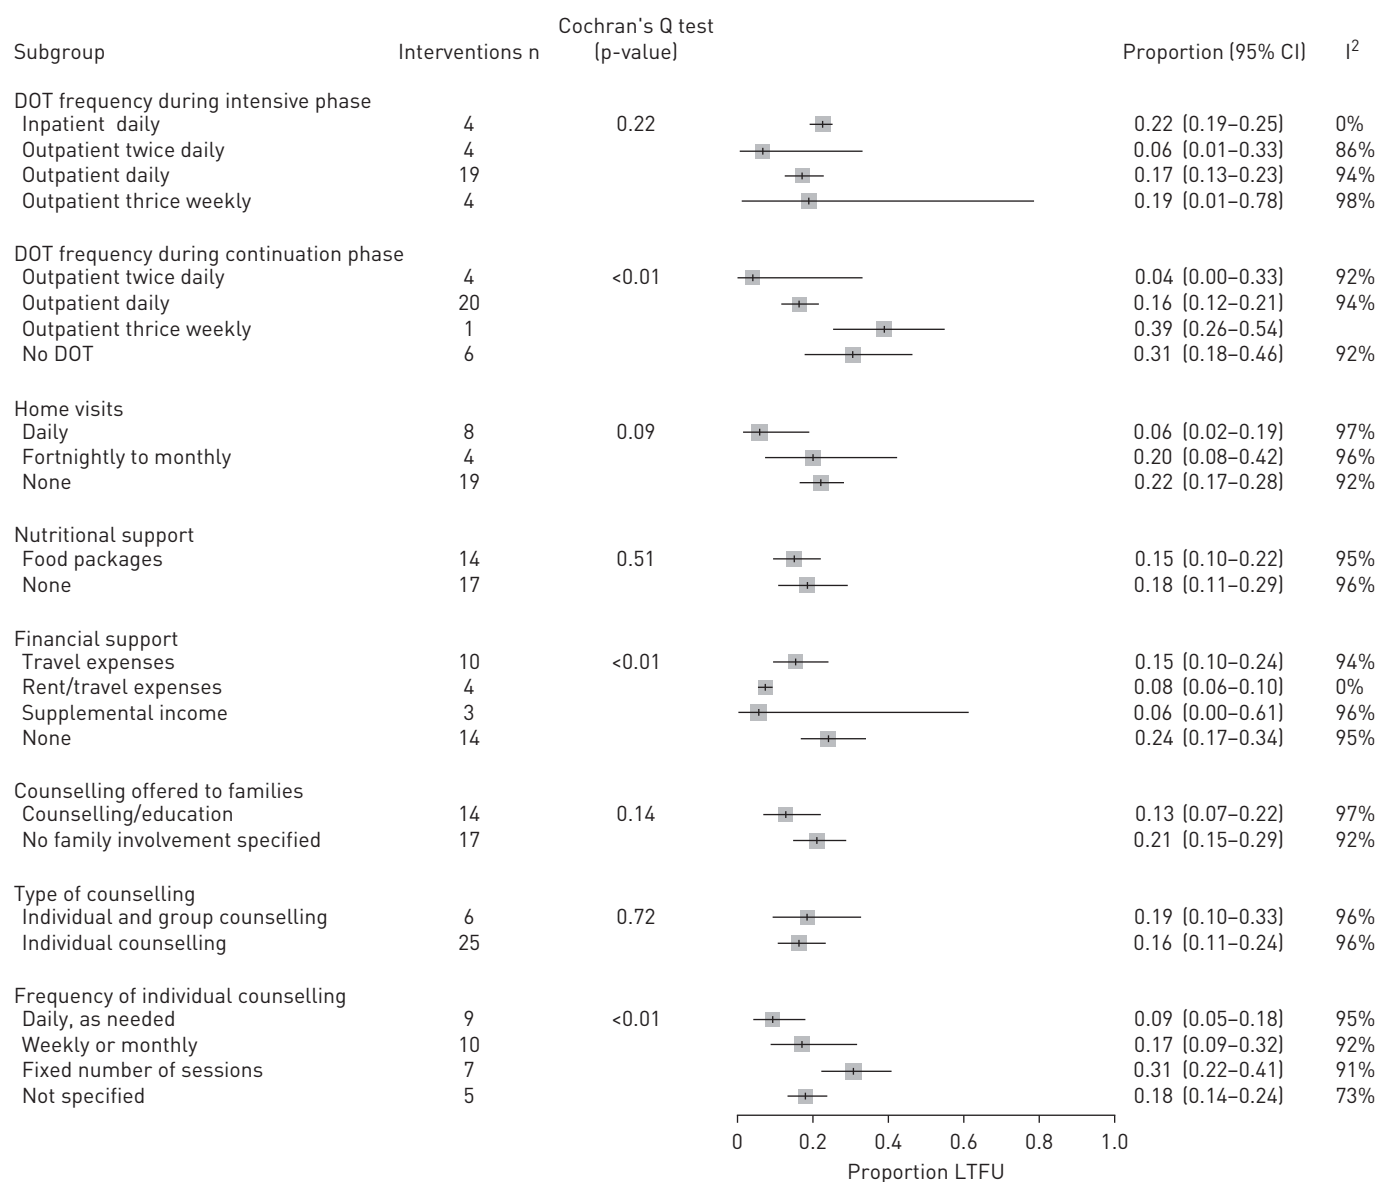 Cochran's Q test
Subgroup Interventions n (p-value) Proportion (95% CI) I2
DOT frequency during intensive phase
Inpatient daily 4 0.22 0.22 (0.19–0.25) 0%
Outpatient twice daily 4 0.06 (0.01–0.33) 86%
Outpatient daily 19 0.17 (0.13–0.23) 94%
Outpatient thrice weekly 4 0.19 (0.01–0.78) 98%
DOT frequency during continuation phase
Outpatient twice daily 4 <0.01 0.04 (0.00–0.33) 92%
Outpatient daily 20 0.16 (0.12–0.21) 94%
Outpatient thrice weekly 1 0.39 (0.26–0.54)
No DOT 6 0.31 (0.18–0.46) 92%
Home visits
Daily 8 0.09 0.06 (0.02–0.19) 97%
Fortnightly to monthly 4 0.20 (0.08–0.42) 96%
None 19 0.22 (0.17–0.28) 92%
Nutritional support
Food packages 14 0.51 0.15 (0.10–0.22) 95%
None 17 0.18 (0.11–0.29) 96%
Financial support
Travel expenses 10 <0.01 0.15 (0.10–0.24) 94%
Rent/travel expenses 4 0.08 (0.06–0.10) 0%
Supplemental income 3 0.06 (0.00–0.61) 96%
None 14 0.24 (0.17–0.34) 95%
Counselling offered to families
Counselling/education 14 0.14 0.13 (0.07–0.22) 97%
No family involvement specified 17 0.21 (0.15–0.29) 92%
Type of counselling
Individual and group counselling 6 0.72 0.19 (0.10–0.33) 96%
Individual counselling 25 0.16 (0.11–0.24) 96%
Frequency of individual counselling
Daily, as needed 9 <0.01 0.09 (0.05–0.18) 95%
Weekly or monthly 10 0.17 (0.09–0.32) 92%
Fixed number of sessions 7 0.31 (0.22–0.41) 91%
Not specified 5 0.18 (0.14–0.24) 73%
0 0.2 0.4 0.6 0.8 1.0
Proportion LTFU